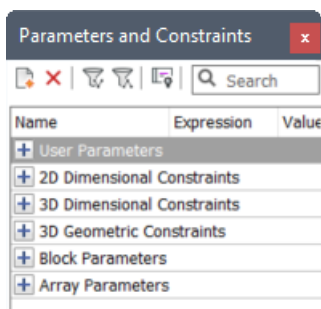 Parameters and Constraints x
Search
Name Expression Value
User Parameters
2D Dimensional Constraints
3D Dimensional Constraints
3D Geometric Constraints
Block Parameters
Array Parameters